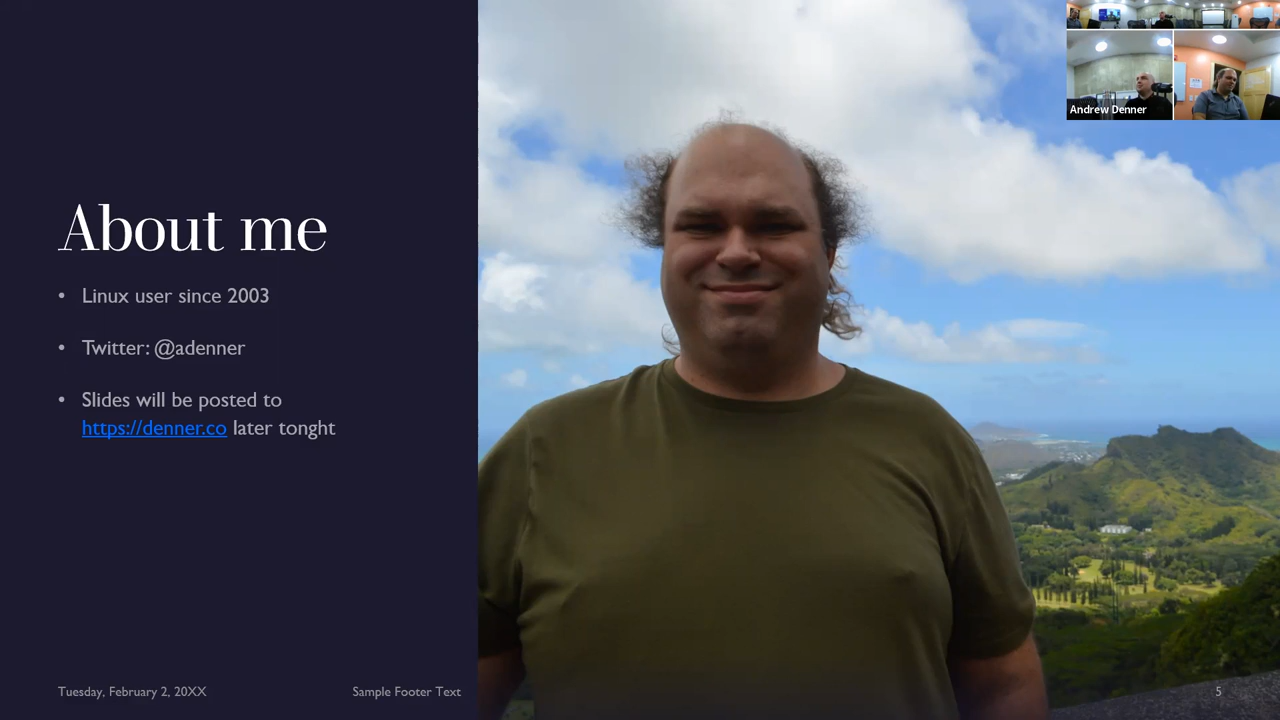 Andrew Denner
About me
• Linux user since 2003
• Twitter: @adenner
• Slides will be posted to
https://denner.co later tonght
Tuesday, February 2, 20XX
Sample Footer Text
5